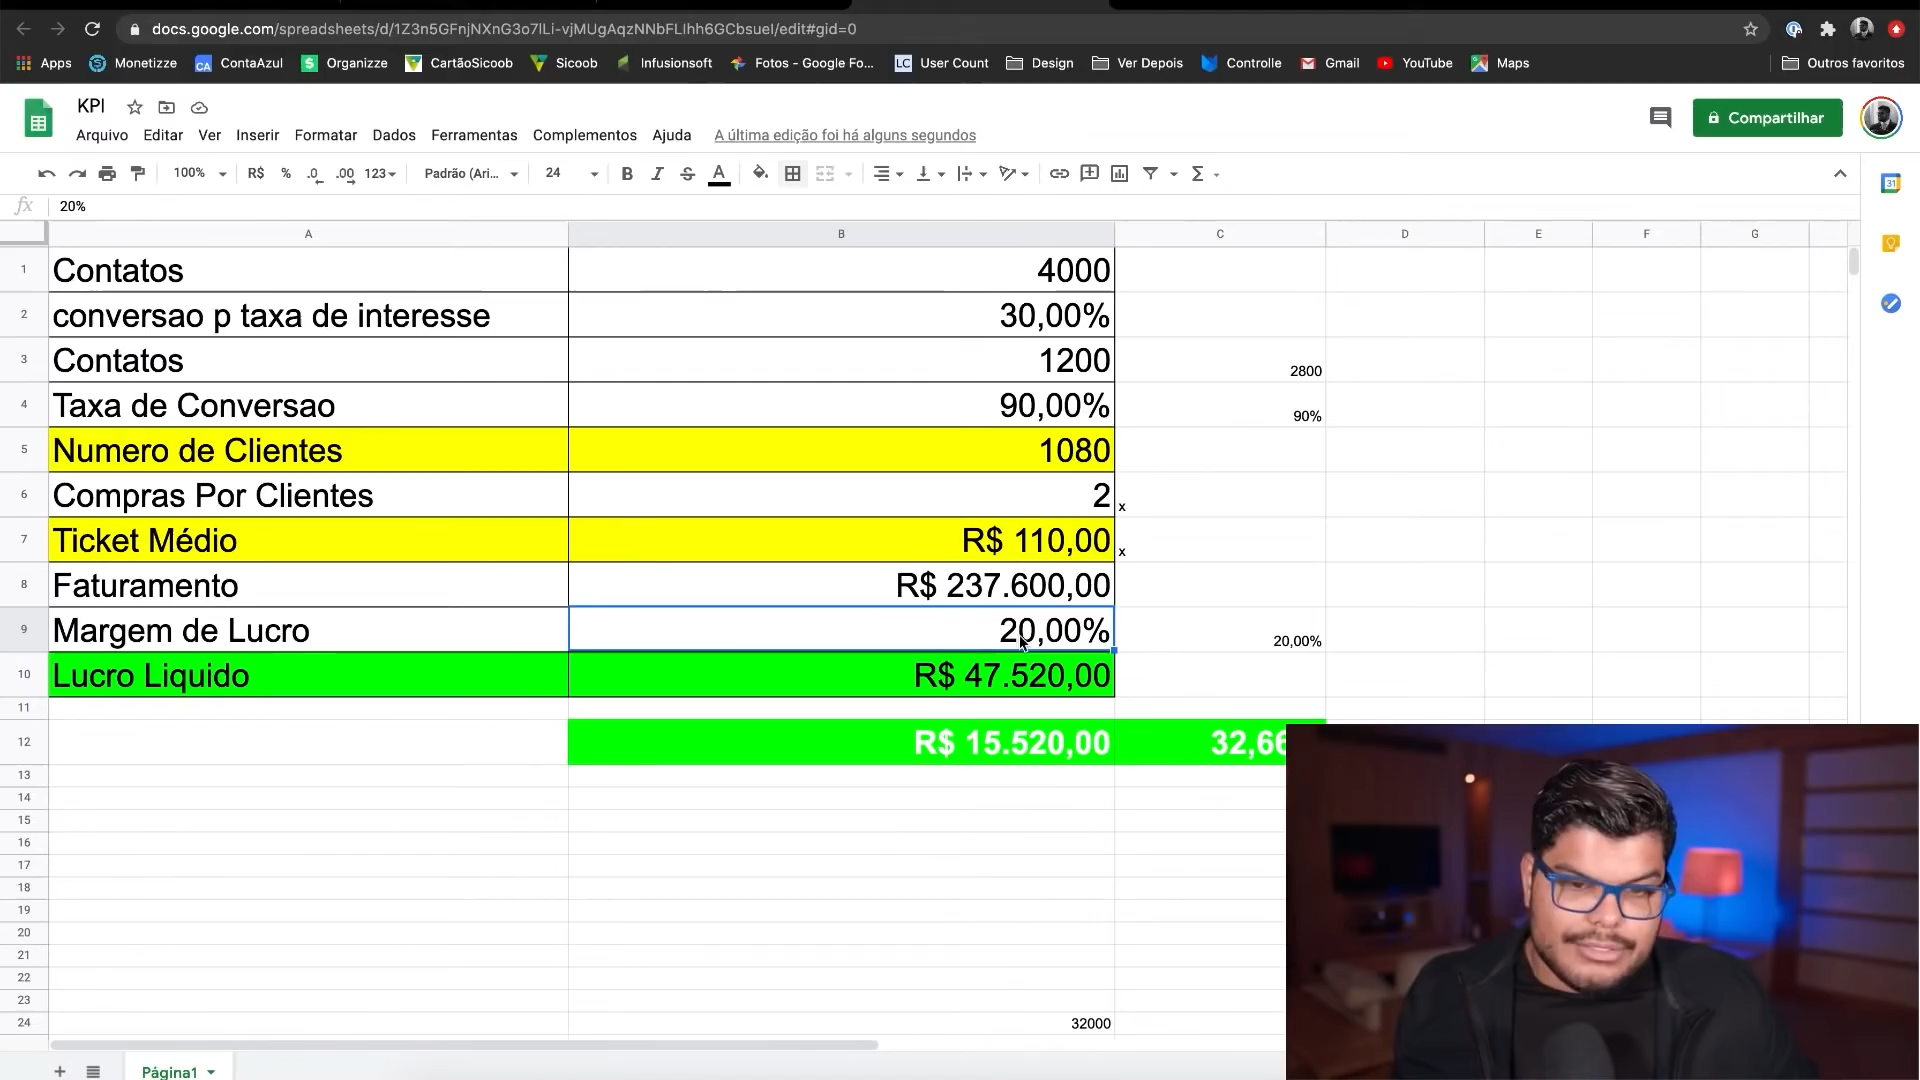 docs.google.com/spreadsheets/d/1Z3n5GFnjNXnG3o7lLi-vjMUgAqzNNbFLIhh6GCbsueI/edit#gid=0
Apps Monetizze ContaAzul Organizze CartãoSicoob Sicoob Infusionsoft Fotos - Google Fo... User Count Design Ver Depois Controlle Gmail YouTube Maps Outros favoritos
KPI
Compartilhar
Arquivo Editar Ver Inserir Formatar Dados Ferramentas Complementos Ajuda A última edição foi há alguns segundos
100% R$ % .0 .00 123 Padrão (Ari... 24 B I S A
fx 20%
A B C D E F G
1 Contatos 4000
2 conversao p taxa de interesse 30,00%
3 Contatos 1200 2800
4 Taxa de Conversao 90,00% 90%
5 Numero de Clientes 1080
6 Compras Por Clientes 2 x
7 Ticket Médio R$ 110,00 x
8 Faturamento R$ 237.600,00
9 Margem de Lucro 20,00% 20,00%
10 Lucro Liquido R$ 47.520,00
11
12 R$ 15.520,00 32,66
13
14
15
16
17
18
19
20
21
22
23
24 32000
Página1